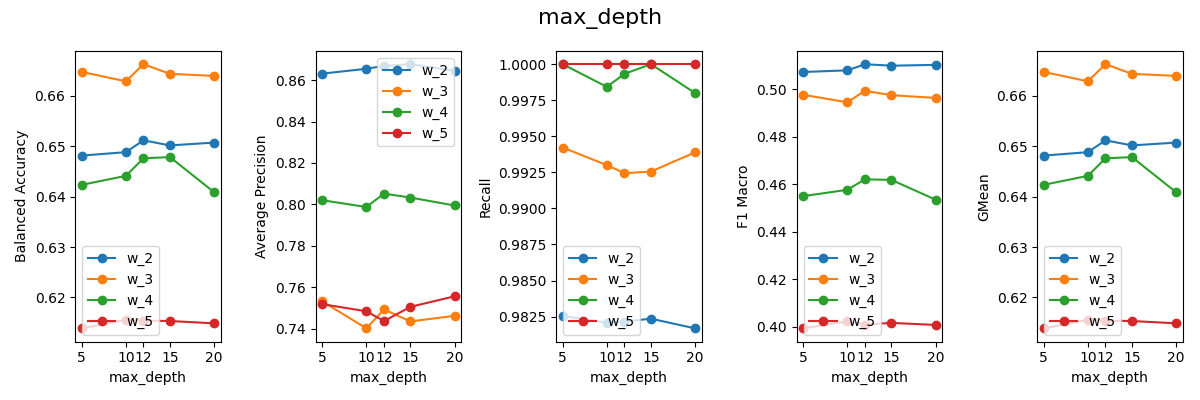 max_depth
Balanced Accuracy
0.66
0.65
0.64
0.63
0.62
w_2
w_3
w_4
w_5
5 10 12 15 20
max_depth
Average Precision
0.86
0.84
0.82
0.80
0.78
0.76
0.74
w_2
w_3
w_4
w_5
5 10 12 15 20
max_depth
Recall
1.0000
0.9975
0.9950
0.9925
0.9900
0.9875
0.9850
0.9825
w_2
w_3
w_4
w_5
5 10 12 15 20
max_depth
F1 Macro
0.50
0.48
0.46
0.44
0.42
0.40
w_2
w_3
w_4
w_5
5 10 12 15 20
max_depth
GMean
0.66
0.65
0.64
0.63
0.62
w_2
w_3
w_4
w_5
5 10 12 15 20
max_depth